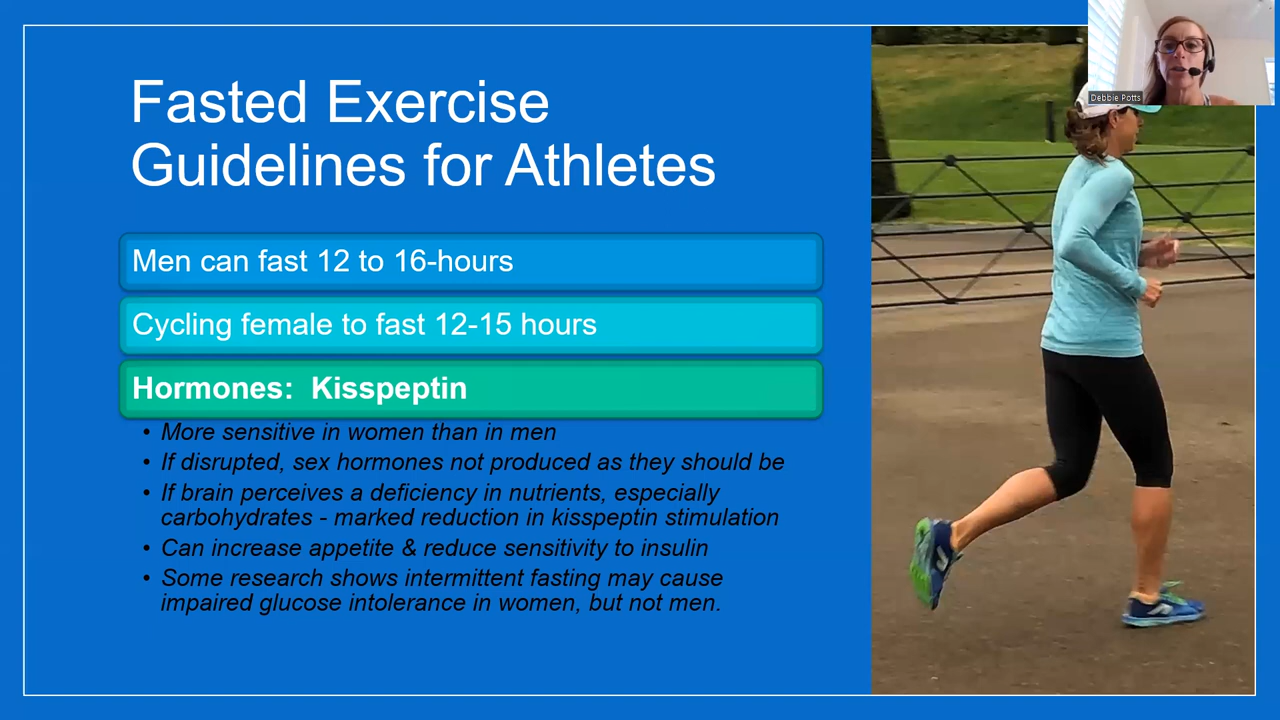 Debbie Potts
Fasted Exercise
Guidelines for Athletes
Men can fast 12 to 16-hours
Cycling female to fast 12-15 hours
Hormones:  Kisspeptin
• More sensitive in women than in men
• If disrupted, sex hormones not produced as they should be
• If brain perceives a deficiency in nutrients, especially
carbohydrates - marked reduction in kisspeptin stimulation
• Can increase appetite & reduce sensitivity to insulin
• Some research shows intermittent fasting may cause
impaired glucose intolerance in women, but not men.